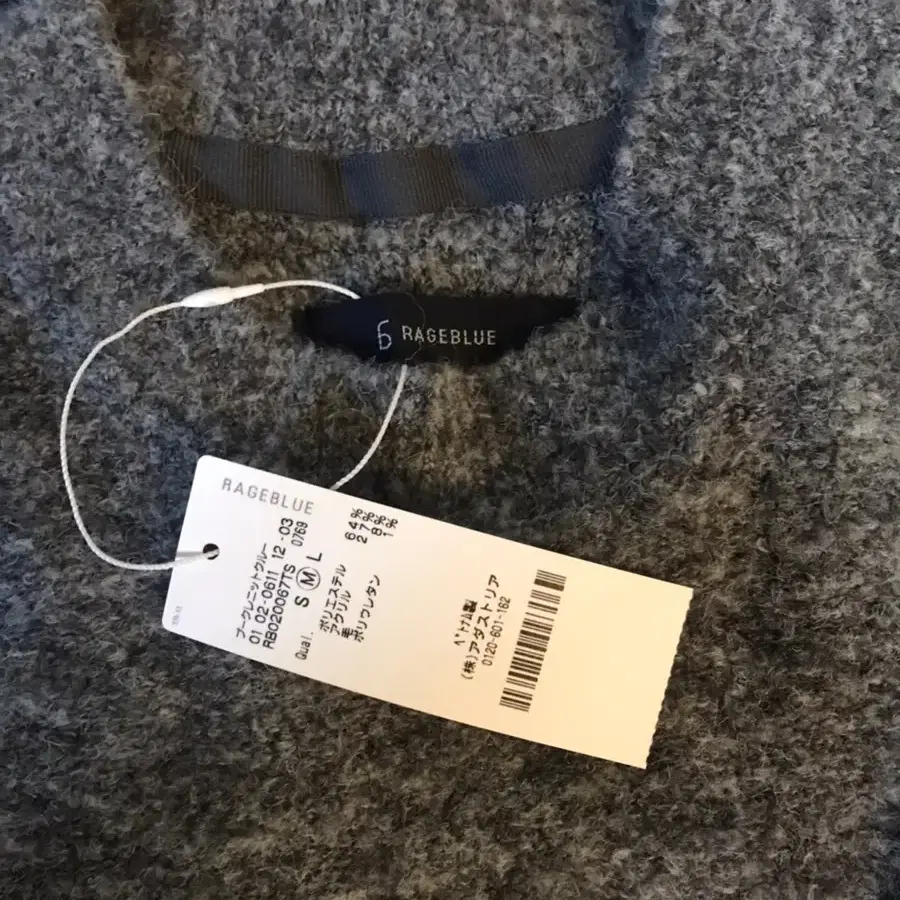 6 RAGEBLUE
RAGEBLUE
ブークレニットクルー
01 02-0611 12-03
RB020067TS 0769
S M L
Qual. ポリエステル 64%
アクリル 27%
毛 8%
ポリウレタン 1%
ベトナム製
(株)アダストリア
0120-601-162